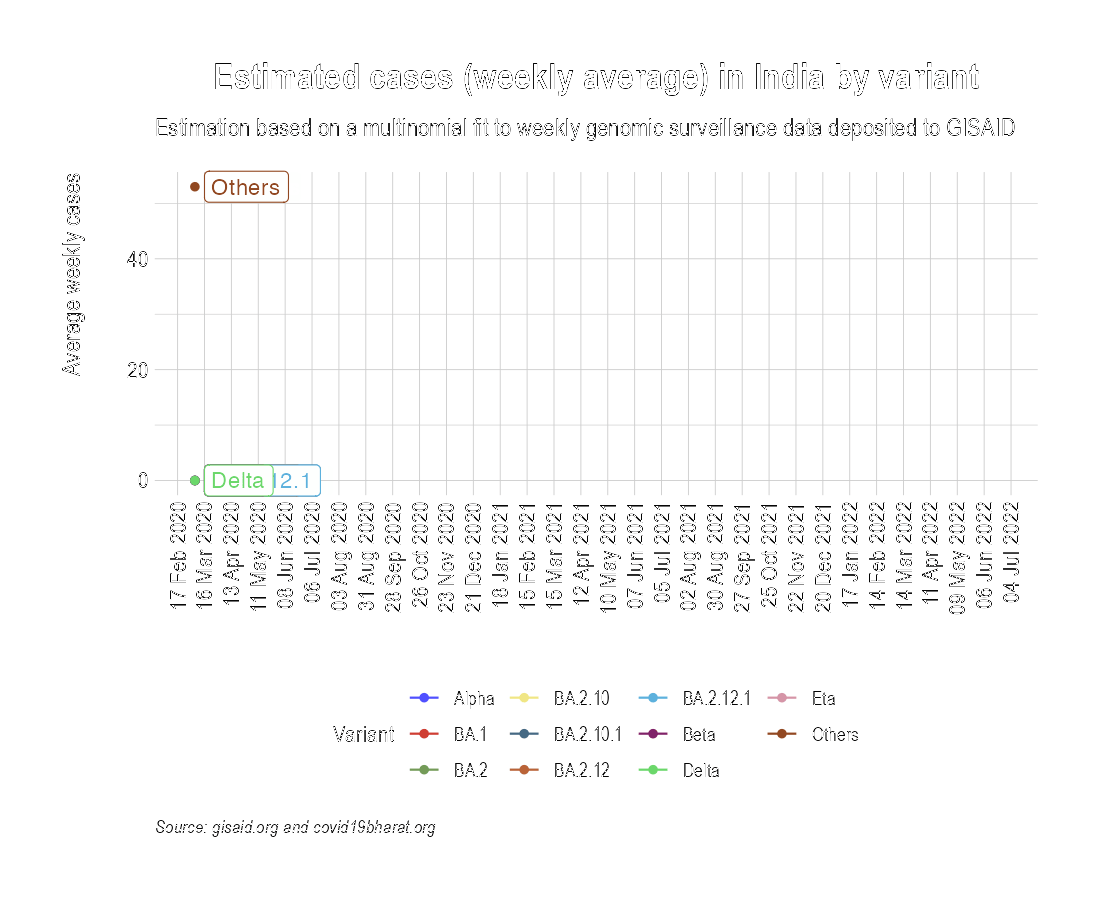 Estimated cases (weekly average) in India by variant
Estimation based on a multinomial fit to weekly genomic surveillance data deposited to GISAID
Average weekly cases
Others
40
20
0
Delta
12.1
17 Feb 2020
16 Mar 2020
13 Apr 2020
11 May 2020
08 Jun 2020
06 Jul 2020
03 Aug 2020
31 Aug 2020
28 Sep 2020
26 Oct 2020
23 Nov 2020
21 Dec 2020
18 Jan 2021
15 Feb 2021
15 Mar 2021
12 Apr 2021
10 May 2021
07 Jun 2021
05 Jul 2021
02 Aug 2021
30 Aug 2021
27 Sep 2021
25 Oct 2021
22 Nov 2021
20 Dec 2021
17 Jan 2022
14 Feb 2022
14 Mar 2022
11 Apr 2022
09 May 2022
06 Jun 2022
04 Jul 2022
Alpha BA.2.10 BA.2.12.1 Eta
Variant BA.1 BA.2.10.1 Beta Others
BA.2 BA.2.12 Delta
Source: gisaid.org and covid19bharat.org